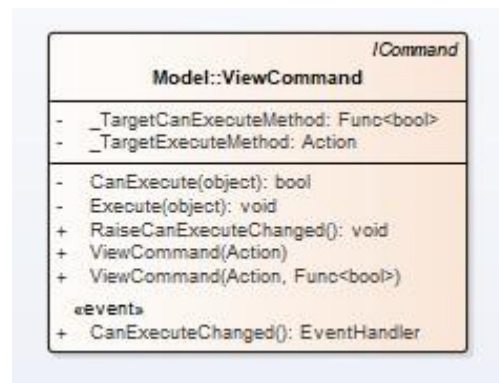 ICommand
Model::ViewCommand
- _TargetCanExecuteMethod: Func<bool>
- _TargetExecuteMethod: Action
- CanExecute(object): bool
- Execute(object): void
+ RaiseCanExecuteChanged(): void
+ ViewCommand(Action)
+ ViewCommand(Action, Func<bool>)
«event»
+ CanExecuteChanged(): EventHandler